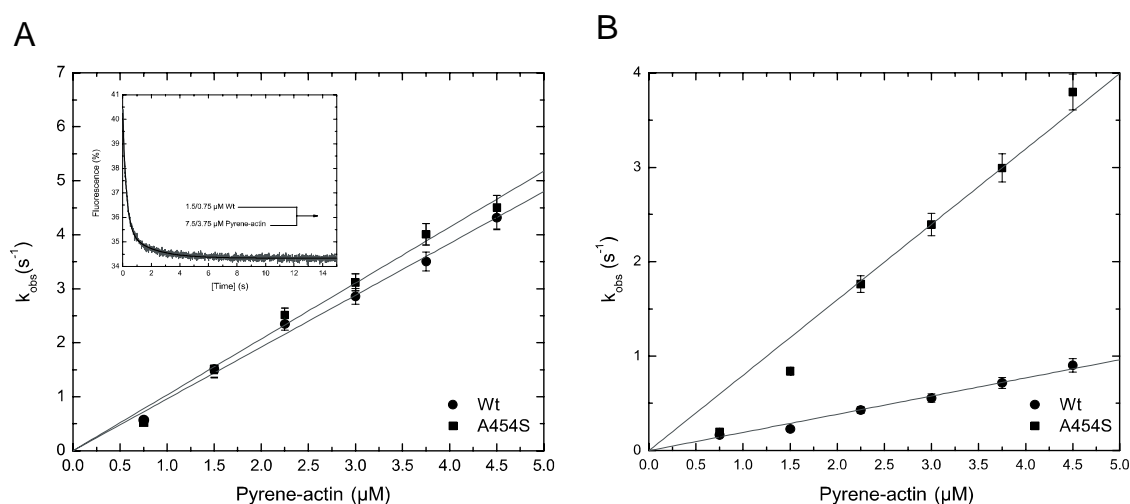 A
7
6
5
4
3
2
1
0
k obs (s-1)
0.0 0.5 1.0 1.5 2.0 2.5 3.0 3.5 4.0 4.5 5.0
Pyrene-actin (µM)
41
40
39
38
37
36
35
34
Fluorescence (%)
0 2 4 6 8 10 12 14
[Time] (s)
1.5/0.75 µM Wt
7.5/3.75 µM Pyrene-actin
Wt
A454S
B
4
3
2
1
0
k obs (s-1)
0.0 0.5 1.0 1.5 2.0 2.5 3.0 3.5 4.0 4.5 5.0
Pyrene-actin (µM)
Wt
A454S